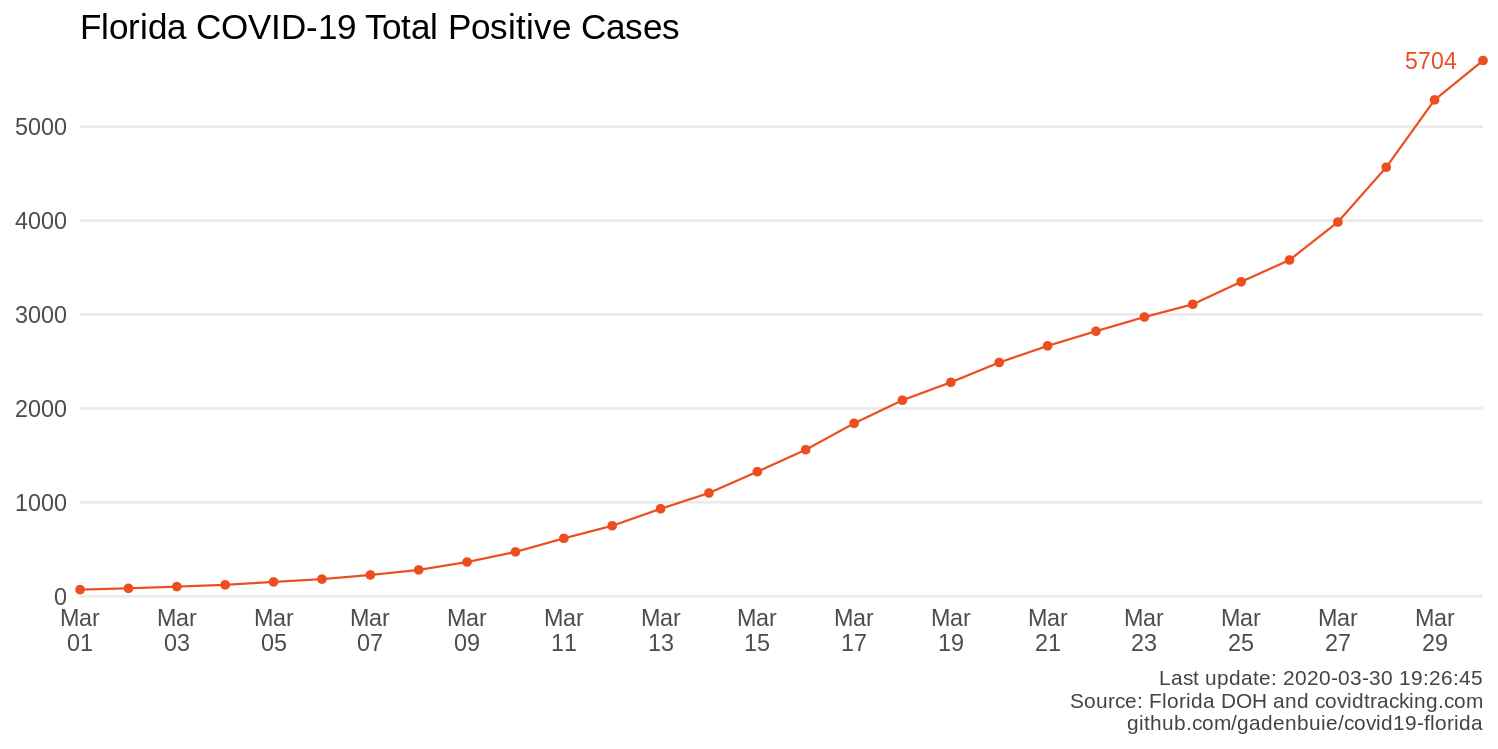 Florida COVID-19 Total Positive Cases
5704
5000
4000
3000
2000
1000
0
Mar Mar Mar Mar Mar Mar Mar Mar Mar Mar Mar Mar Mar Mar Mar
01 03 05 07 09 11 13 15 17 19 21 23 25 27 29
Last update: 2020-03-30 19:26:45
Source: Florida DOH and covidtracking.com
github.com/gadenbuie/covid19-florida